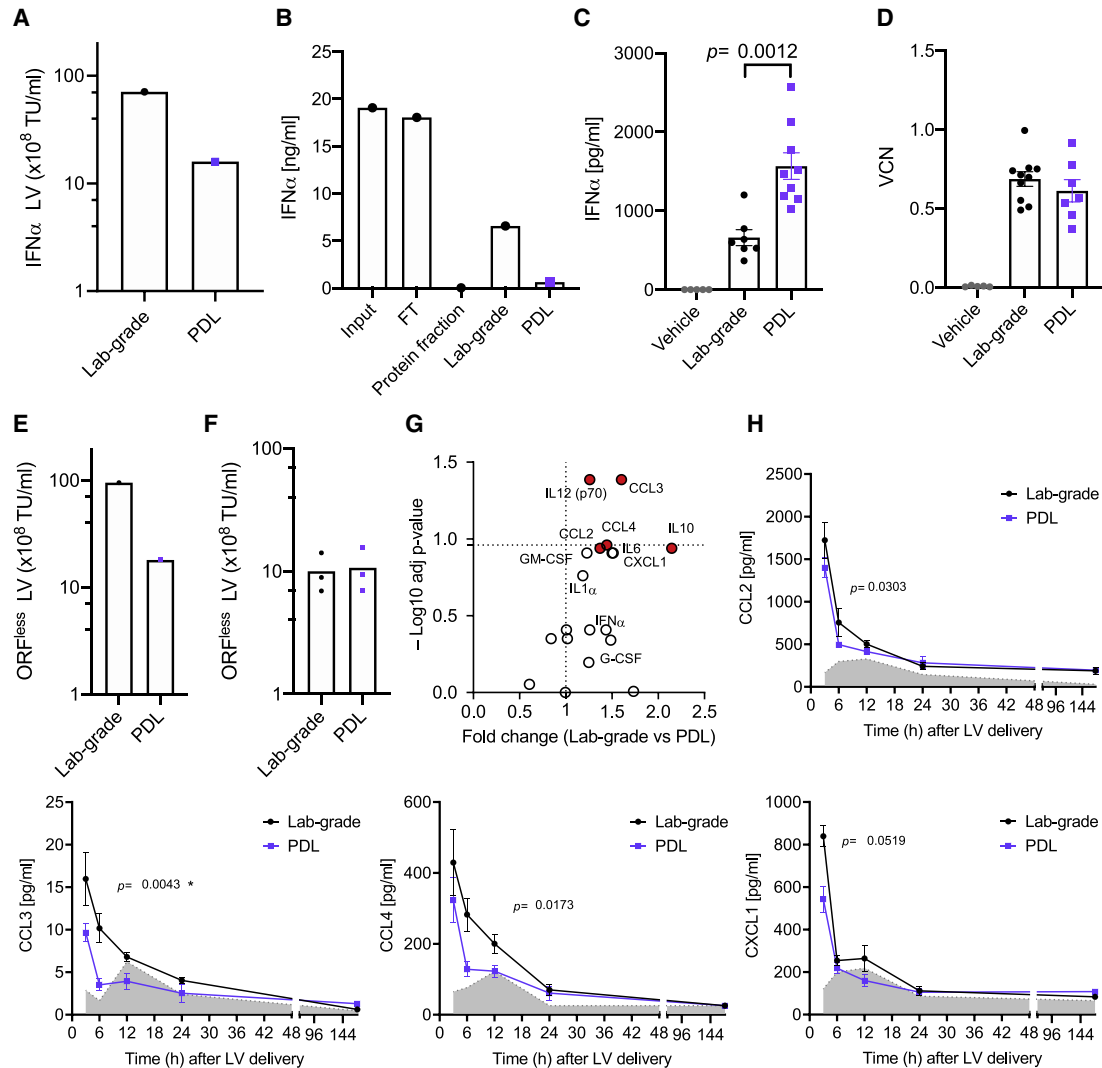 A
IFNα LV (x10⁸ TU/ml)
100
10
1
Lab-grade
PDL
B
IFNα [ng/ml]
25
20
15
10
5
0
Input
FT
Protein fraction
Lab-grade
PDL
C
p= 0.0012
IFNα [pg/ml]
3000
2000
1000
0
Vehicle
Lab-grade
PDL
D
VCN
1.5
1.0
0.5
0.0
Vehicle
Lab-grade
PDL
E
ORFˡᵉˢˢ LV (x10⁸ TU/ml)
100
10
1
Lab-grade
PDL
F
ORFˡᵉˢˢ LV (x10⁸ TU/ml)
100
10
1
Lab-grade
PDL
G
−Log10 adj p-value
1.5
1.0
0.5
0.0
IL12 (p70)
CCL3
CCL2
CCL4
IL10
GM-CSF
IL6
CXCL1
IL1α
IFNα
G-CSF
0.0 0.5 1 1.5 2.0 2.5
Fold change (Lab-grade vs PDL)
H
CCL2 [pg/ml]
2500
2000
1500
1000
500
0
Lab-grade
PDL
p= 0.0303
0 6 12 18 24 30 36 42 48 96 144
Time (h) after LV delivery
CCL3 [pg/ml]
25
20
15
10
5
0
Lab-grade
PDL
p= 0.0043 *
0 6 12 18 24 30 36 42 48 96 144
Time (h) after LV delivery
CCL4 [pg/ml]
600
400
200
0
Lab-grade
PDL
p= 0.0173
0 6 12 18 24 30 36 42 48 96 144
Time (h) after LV delivery
CXCL1 [pg/ml]
1000
800
600
400
200
0
Lab-grade
PDL
p= 0.0519
0 6 12 18 24 30 36 42 48 96 144
Time (h) after LV delivery